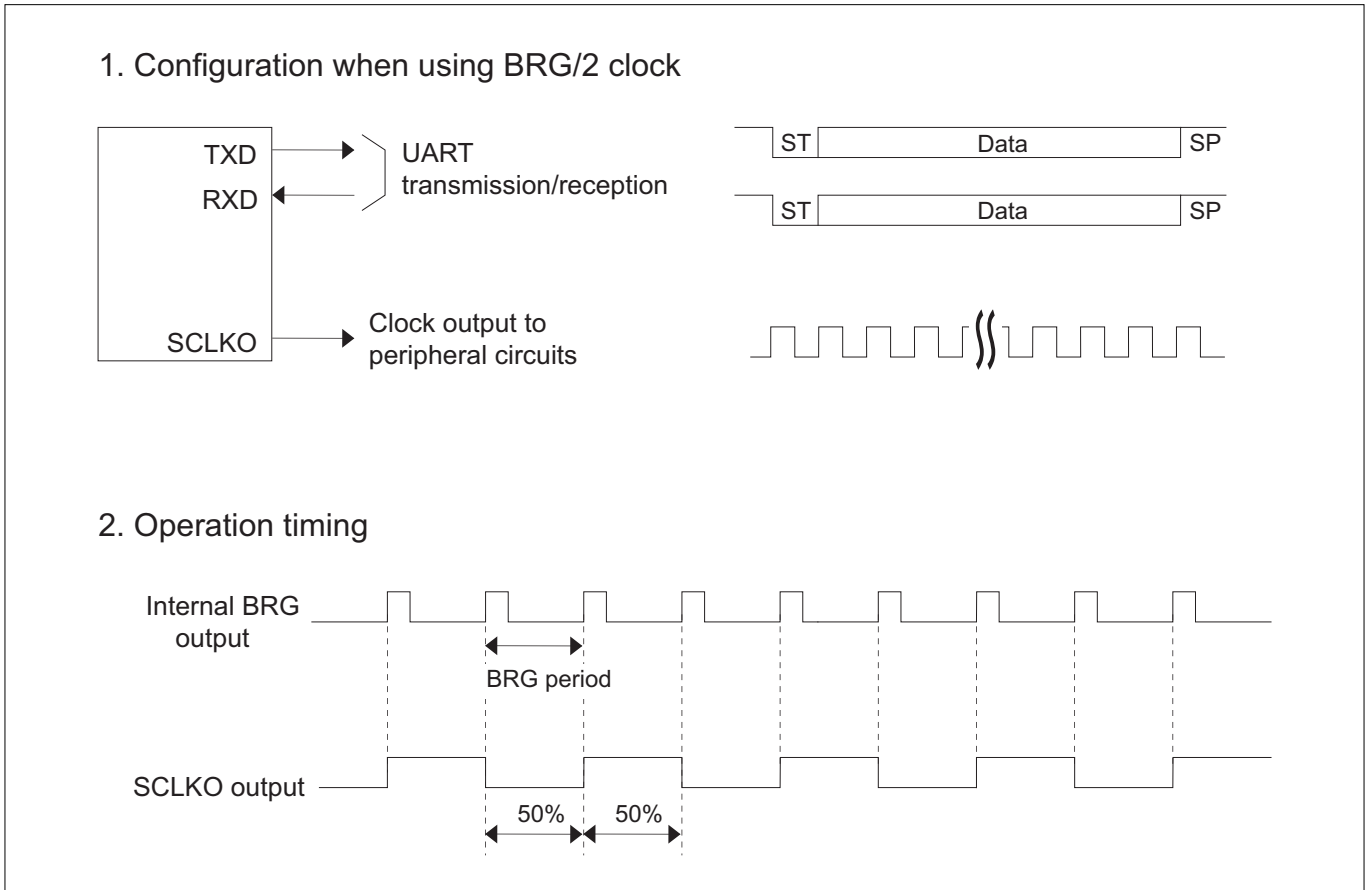 1. Configuration when using BRG/2 clock
TXD
RXD
SCLKO
UART
transmission/reception
Clock output to
peripheral circuits
ST
Data
SP
ST
Data
SP
2. Operation timing
Internal BRG
output
BRG period
SCLKO output
50%
50%